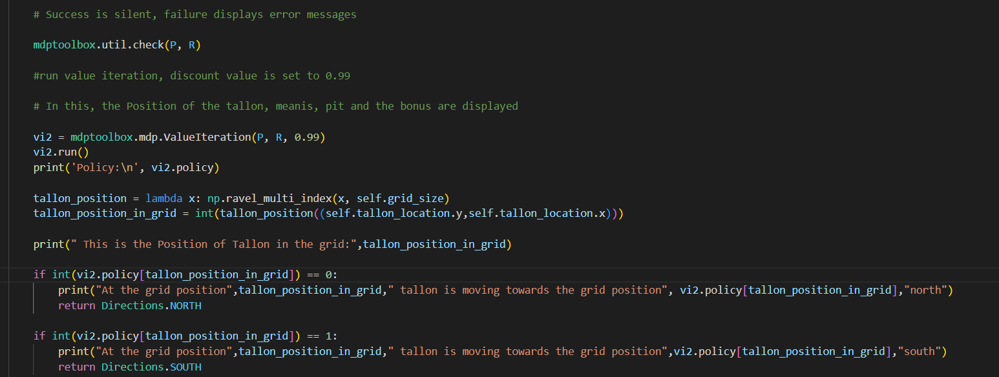 # Success is silent, failure displays error messages
mdptoolbox.util.check(P, R)
#run value iteration, discount value is set to 0.99
# In this, the Position of the tallon, meanis, pit and the bonus are displayed
vi2 = mdptoolbox.mdp.ValueIteration(P, R, 0.99)
vi2.run()
print('Policy:\n', vi2.policy)
tallon_position = lambda x: np.ravel_multi_index(x, self.grid_size)
tallon_position_in_grid = int(tallon_position((self.tallon_location.y,self.tallon_location.x)))
print(" This is the Position of Tallon in the grid:",tallon_position_in_grid)
if int(vi2.policy[tallon_position_in_grid]) == 0:
    print("At the grid position",tallon_position_in_grid," tallon is moving towards the grid position", vi2.policy[tallon_position_in_grid],"north")
    return Directions.NORTH
if int(vi2.policy[tallon_position_in_grid]) == 1:
    print("At the grid position",tallon_position_in_grid," tallon is moving towards the grid position",vi2.policy[tallon_position_in_grid],"south")
    return Directions.SOUTH